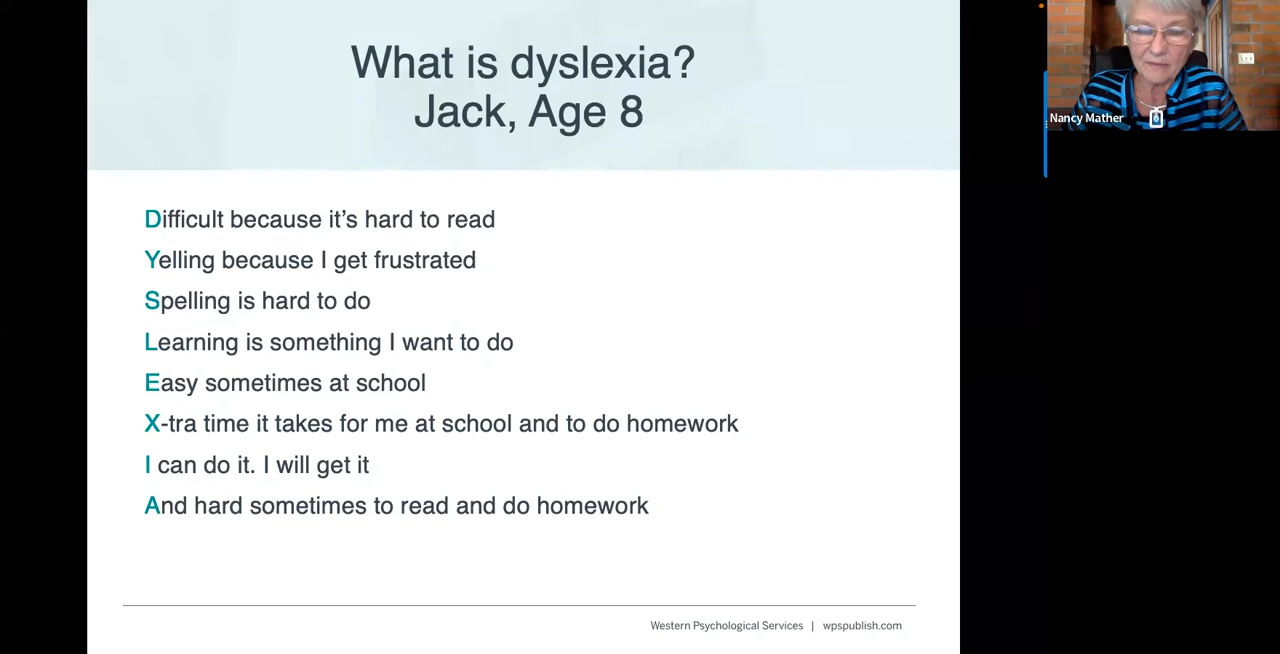 What is dyslexia?
Jack, Age 8
Difficult because it's hard to read
Yelling because I get frustrated
Spelling is hard to do
Learning is something I want to do
Easy sometimes at school
X-tra time it takes for me at school and to do homework
I can do it. I will get it
And hard sometimes to read and do homework
Western Psychological Services | wpspublish.com
Nancy Mather